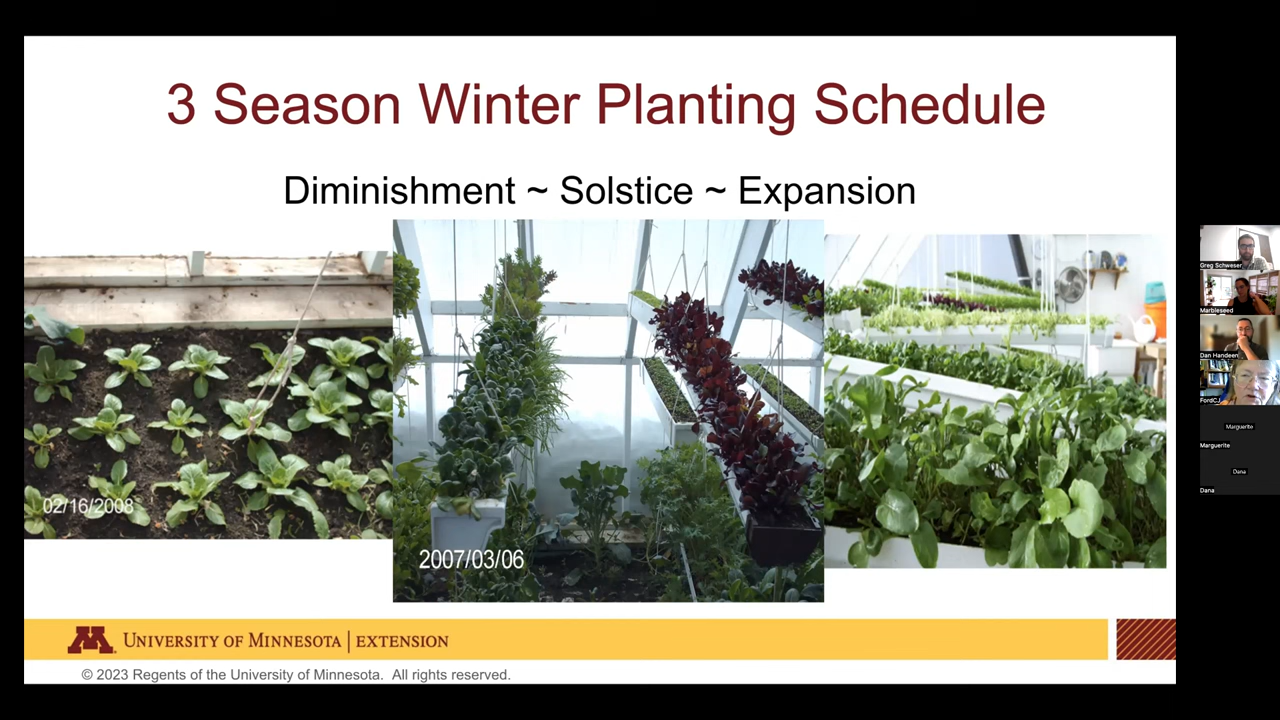 3 Season Winter Planting Schedule
Diminishment ~ Solstice ~ Expansion
02/16/2008
2007/03/06
UNIVERSITY OF MINNESOTA | EXTENSION
© 2023 Regents of the University of Minnesota. All rights reserved.
Greg Schweser
Marbleseed
Dan Handeen
FordCJ
Marguerite
Marguerite
Dana
Dana